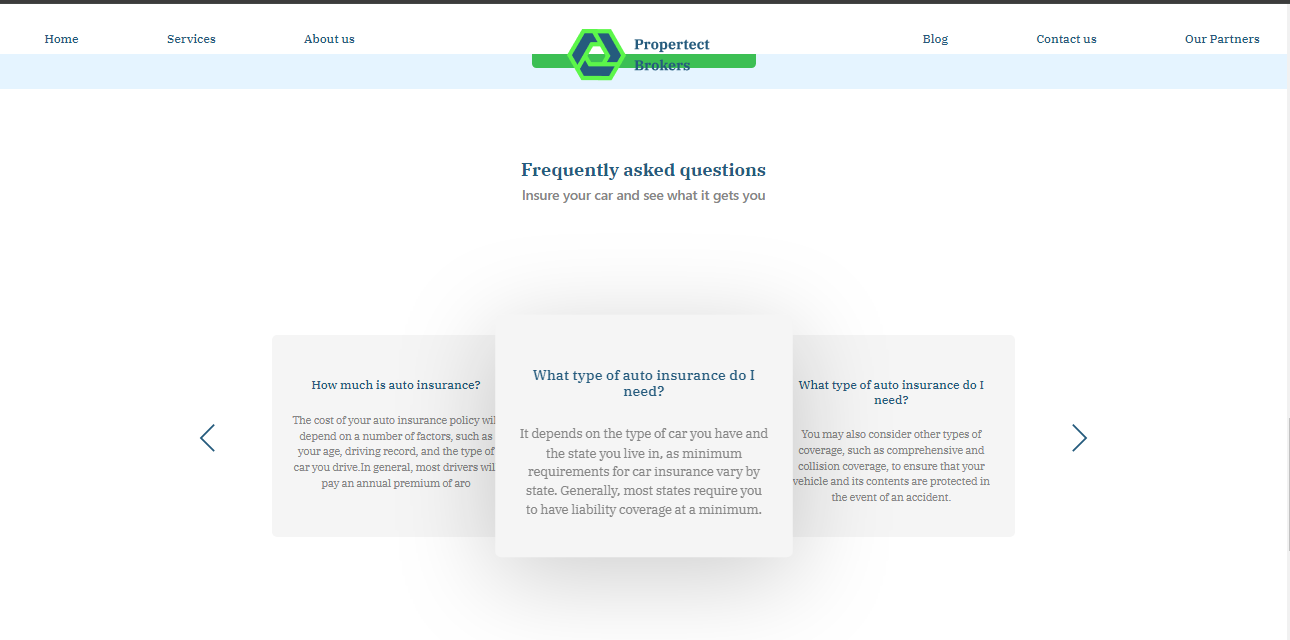 Home
Services
About us
Propertect
Brokers
Blog
Contact us
Our Partners
Frequently asked questions
Insure your car and see what it gets you
How much is auto insurance?
The cost of your auto insurance policy wil
depend on a number of factors, such as
your age, driving record, and the type of
car you drive.In general, most drivers wil
pay an annual premium of aro
What type of auto insurance do I
need?
It depends on the type of car you have and
the state you live in, as minimum
requirements for car insurance vary by
state. Generally, most states require you
to have liability coverage at a minimum.
What type of auto insurance do I
need?
You may also consider other types of
coverage, such as comprehensive and
collision coverage, to ensure that your
vehicle and its contents are protected in
the event of an accident.